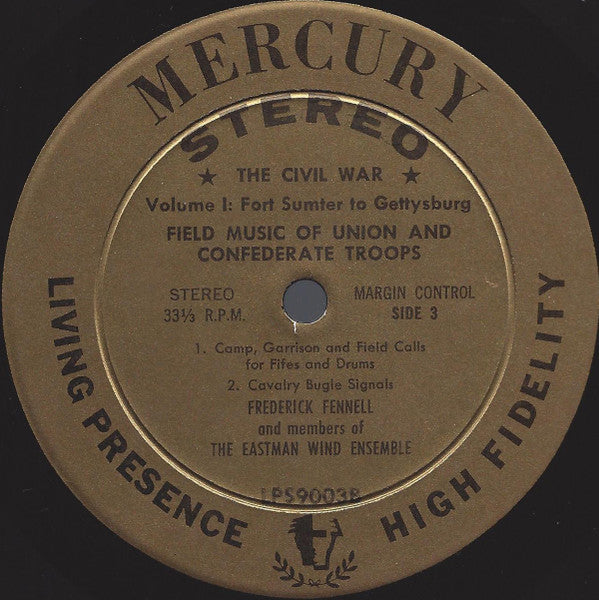 MERCURY
STEREO
★ THE CIVIL WAR ★
Volume I: Fort Sumter to Gettysburg
FIELD MUSIC OF UNION AND
CONFEDERATE TROOPS
STEREO
33⅓ R.P.M.
MARGIN CONTROL
SIDE 3
1. Camp, Garrison and Field Calls
for Fifes and Drums
2. Cavalry Bugle Signals
FREDERICK FENNELL
and members of
THE EASTMAN WIND ENSEMBLE
LPS9003B
LIVING PRESENCE
HIGH FIDELITY